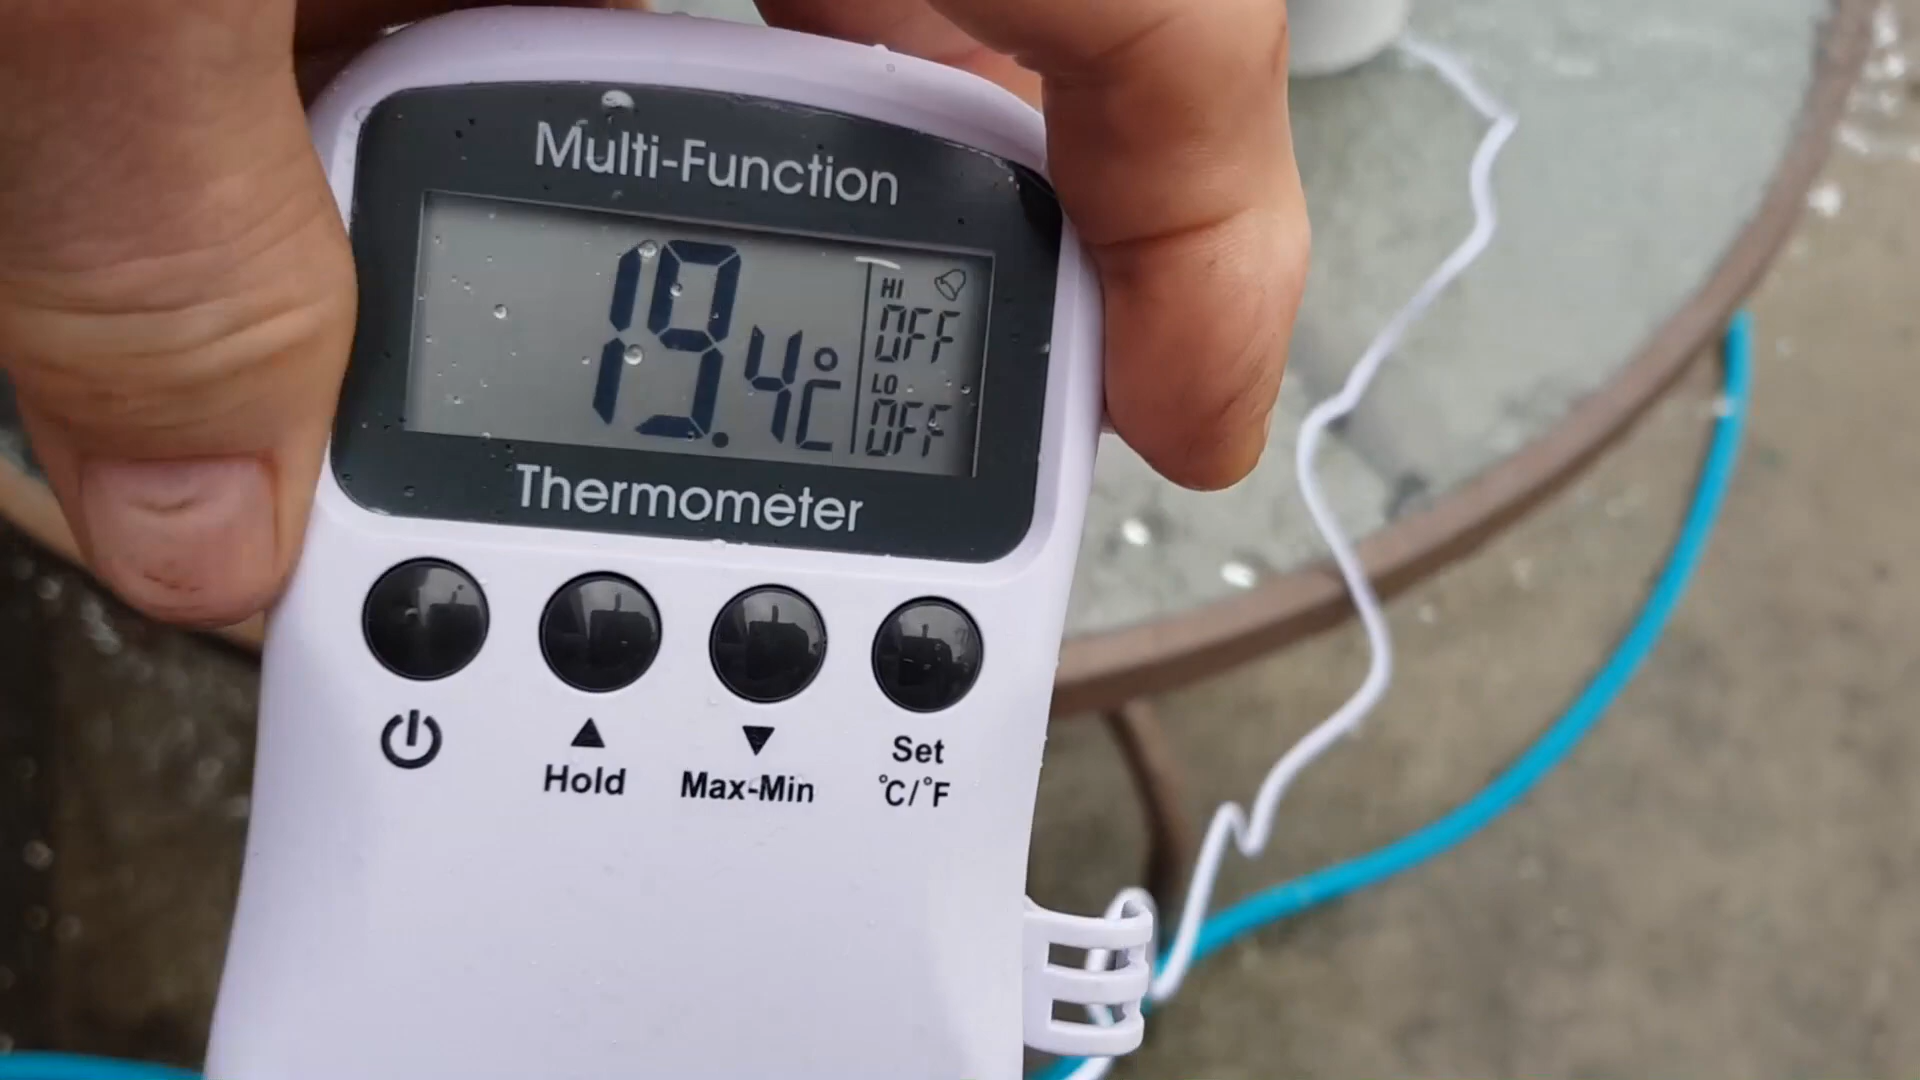 Multi-Function
19.4°C
HI
OFF
LO
OFF
Thermometer
Hold
Max-Min
Set
°C/°F